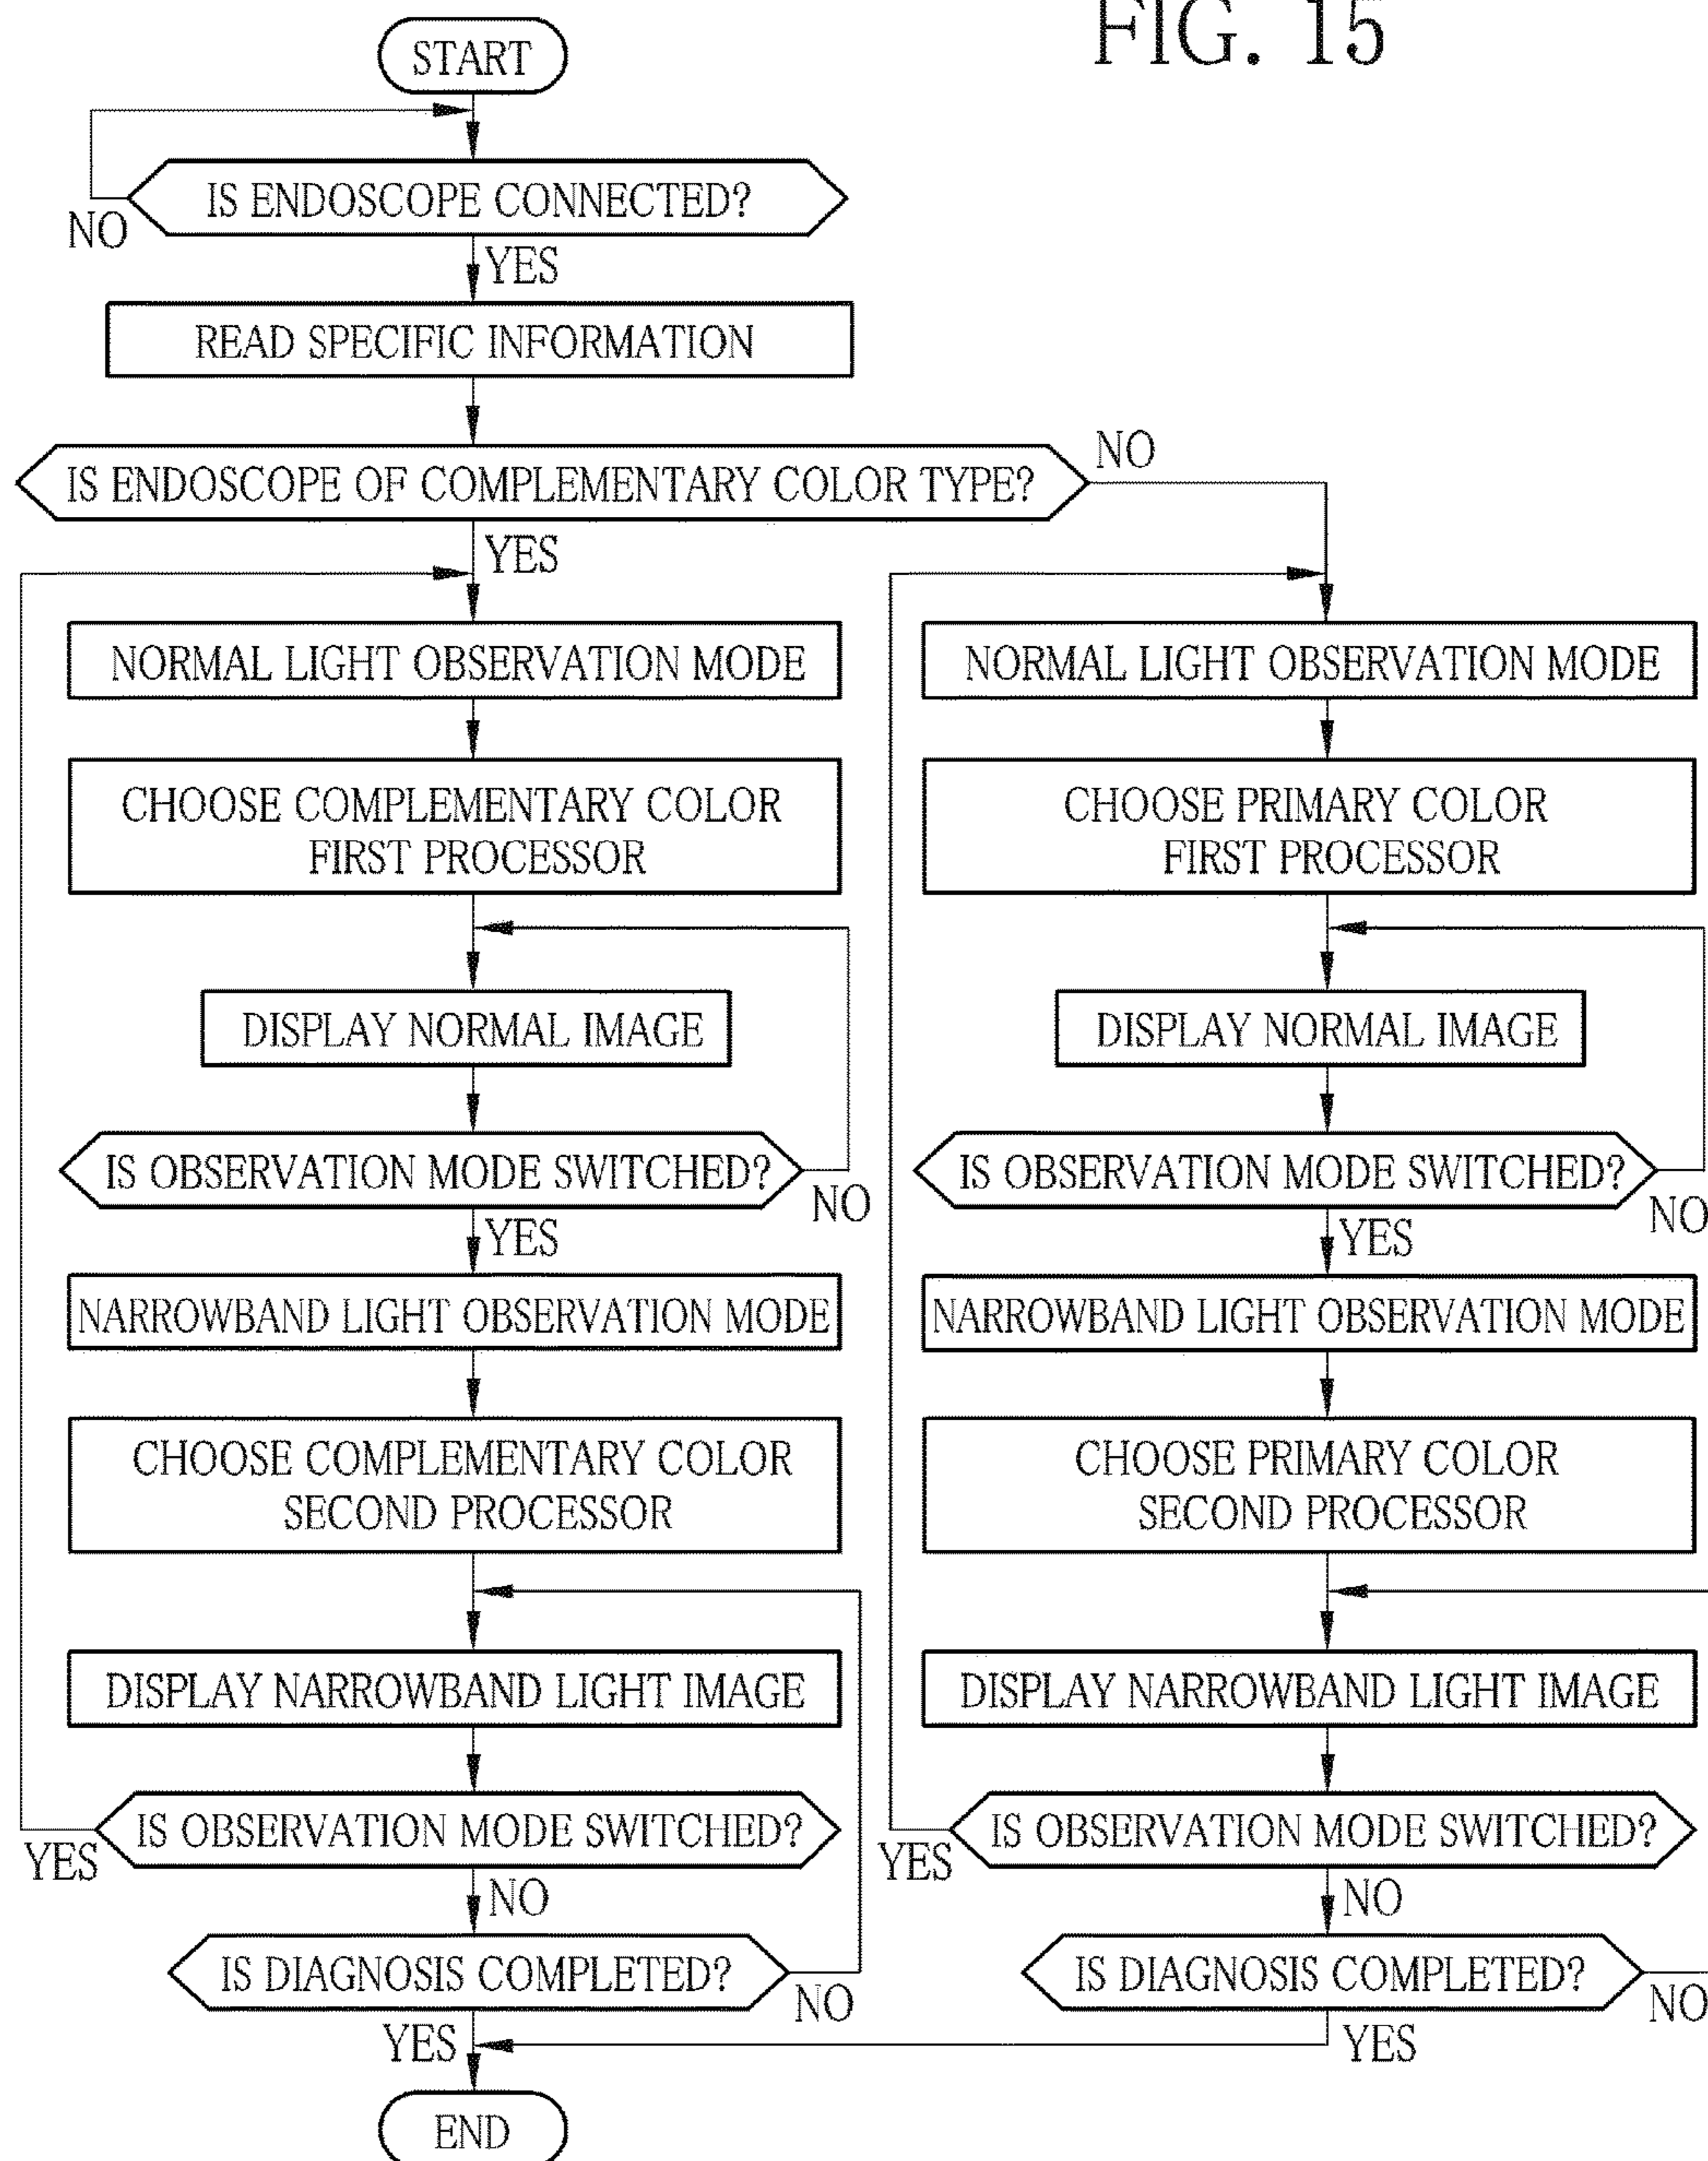 FIG. 15
START
IS ENDOSCOPE CONNECTED?
NO
YES
READ SPECIFIC INFORMATION
IS ENDOSCOPE OF COMPLEMENTARY COLOR TYPE?
NO
YES
NORMAL LIGHT OBSERVATION MODE
CHOOSE COMPLEMENTARY COLOR
FIRST PROCESSOR
DISPLAY NORMAL IMAGE
IS OBSERVATION MODE SWITCHED?
NO
YES
NARROWBAND LIGHT OBSERVATION MODE
CHOOSE COMPLEMENTARY COLOR
SECOND PROCESSOR
DISPLAY NARROWBAND LIGHT IMAGE
IS OBSERVATION MODE SWITCHED?
YES
NO
IS DIAGNOSIS COMPLETED?
NO
YES
NORMAL LIGHT OBSERVATION MODE
CHOOSE PRIMARY COLOR
FIRST PROCESSOR
DISPLAY NORMAL IMAGE
IS OBSERVATION MODE SWITCHED?
NO
YES
NARROWBAND LIGHT OBSERVATION MODE
CHOOSE PRIMARY COLOR
SECOND PROCESSOR
DISPLAY NARROWBAND LIGHT IMAGE
IS OBSERVATION MODE SWITCHED?
YES
NO
IS DIAGNOSIS COMPLETED?
NO
YES
END